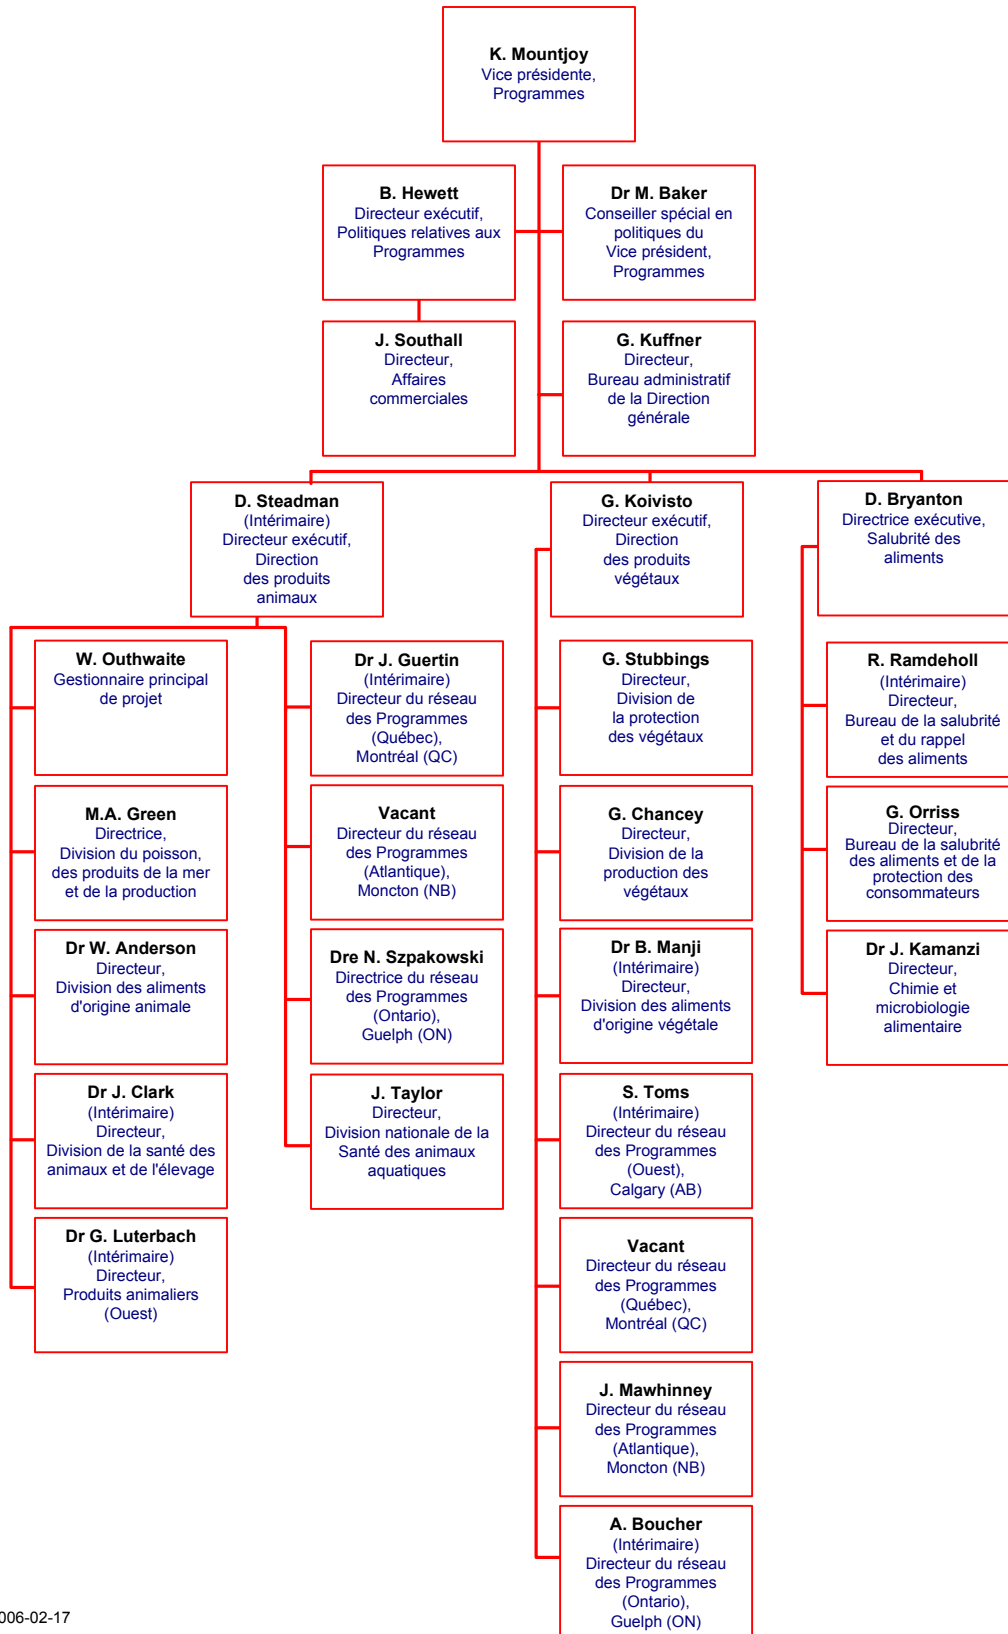 K. Mountjoy
Vice présidente,
Programmes
B. Hewett
Directeur exécutif,
Politiques relatives aux
Programmes
Dr M. Baker
Conseiller spécial en
politiques du
Vice président,
Programmes
J. Southall
Directeur,
Affaires
commerciales
G. Kuffner
Directeur,
Bureau administratif
de la Direction
générale
D. Steadman
(Intérimaire)
Directeur exécutif,
Direction
des produits
animaux
G. Koivisto
Directeur exécutif,
Direction
des produits
végétaux
D. Bryanton
Directrice exécutive,
Salubrité des
aliments
W. Outhwaite
Gestionnaire principal
de projet
M.A. Green
Directrice,
Division du poisson,
des produits de la mer
et de la production
Dr W. Anderson
Directeur,
Division des aliments
d'origine animale
Dr J. Clark
(Intérimaire)
Directeur,
Division de la santé des
animaux et de l'élevage
Dr G. Luterbach
(Intérimaire)
Directeur,
Produits animaliers
(Ouest)
Dr J. Guertin
(Intérimaire)
Directeur du réseau
des Programmes
(Québec),
Montréal (QC)
Vacant
Directeur du réseau
des Programmes
(Atlantique),
Moncton (NB)
Dre N. Szpakowski
Directrice du réseau
des Programmes
(Ontario),
Guelph (ON)
J. Taylor
Directeur,
Division nationale de la
Santé des animaux
aquatiques
G. Stubbings
Directeur,
Division de
la protection
des végétaux
G. Chancey
Directeur,
Division de la
production des
végétaux
Dr B. Manji
(Intérimaire)
Directeur,
Division des aliments
d'origine végétale
S. Toms
(Intérimaire)
Directeur du réseau
des Programmes
(Ouest),
Calgary (AB)
Vacant
Directeur du réseau
des Programmes
(Québec),
Montréal (QC)
J. Mawhinney
Directeur du réseau
des Programmes
(Atlantique),
Moncton (NB)
A. Boucher
(Intérimaire)
Directeur du réseau
des Programmes
(Ontario),
Guelph (ON)
R. Ramdeholl
(Intérimaire)
Directeur,
Bureau de la salubrité
et du rappel
des aliments
G. Orriss
Directeur,
Bureau de la salubrité
des aliments et de la
protection des
consommateurs
Dr J. Kamanzi
Directeur,
Chimie et
microbiologie
alimentaire
006-02-17